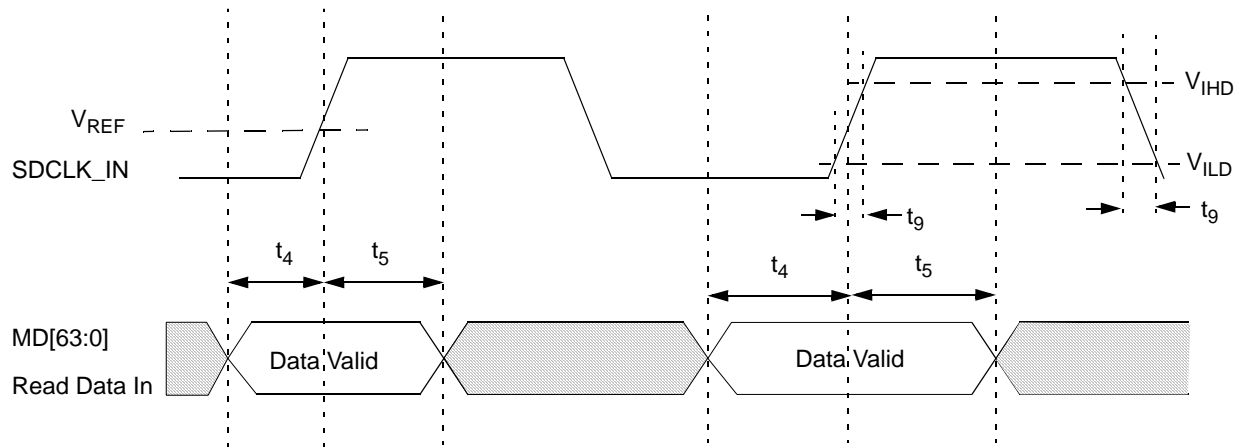 V_IHD
V_REF
SDCLK_IN
V_ILD
t_9
t_9
t_4
t_5
t_4
t_5
MD[63:0]
Data Valid
Data Valid
Read Data In